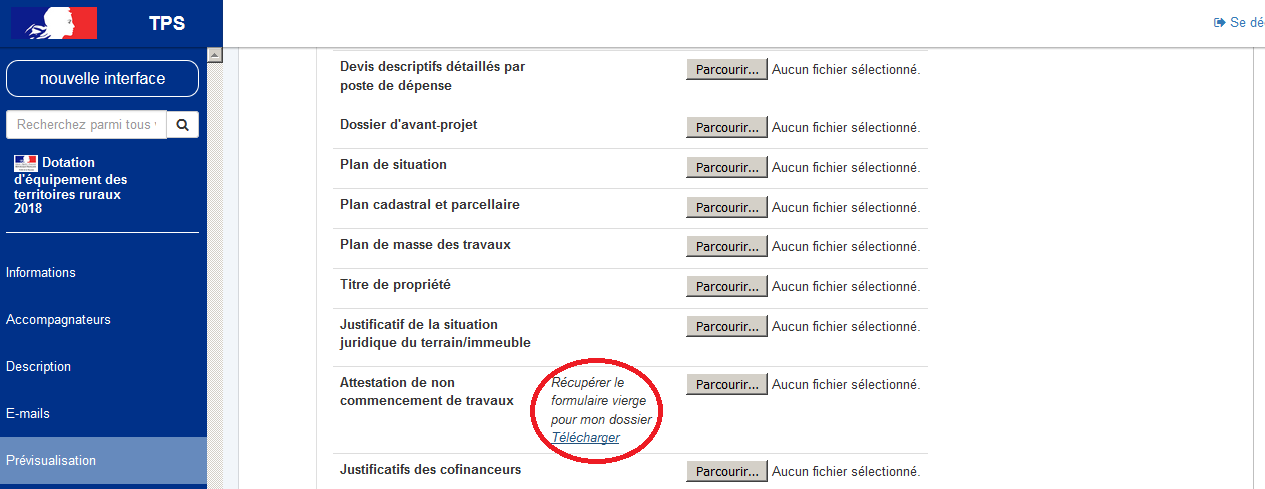 TPS
Se dé
nouvelle interface
Recherchez parmi tous
Dotation
d'équipement des
territoires ruraux
2018
Informations
Accompagnateurs
Description
E-mails
Prévisualisation
Devis descriptifs détaillés par
poste de dépense
Parcourir... Aucun fichier sélectionné.
Dossier d'avant-projet
Parcourir... Aucun fichier sélectionné.
Plan de situation
Parcourir... Aucun fichier sélectionné.
Plan cadastral et parcellaire
Parcourir... Aucun fichier sélectionné.
Plan de masse des travaux
Parcourir... Aucun fichier sélectionné.
Titre de propriété
Parcourir... Aucun fichier sélectionné.
Justificatif de la situation
juridique du terrain/immeuble
Parcourir... Aucun fichier sélectionné.
Attestation de non
commencement de travaux
Récupérer le
formulaire vierge
pour mon dossier
Télécharger
Parcourir... Aucun fichier sélectionné.
Justificatifs des cofinanceurs
Parcourir... Aucun fichier sélectionné.